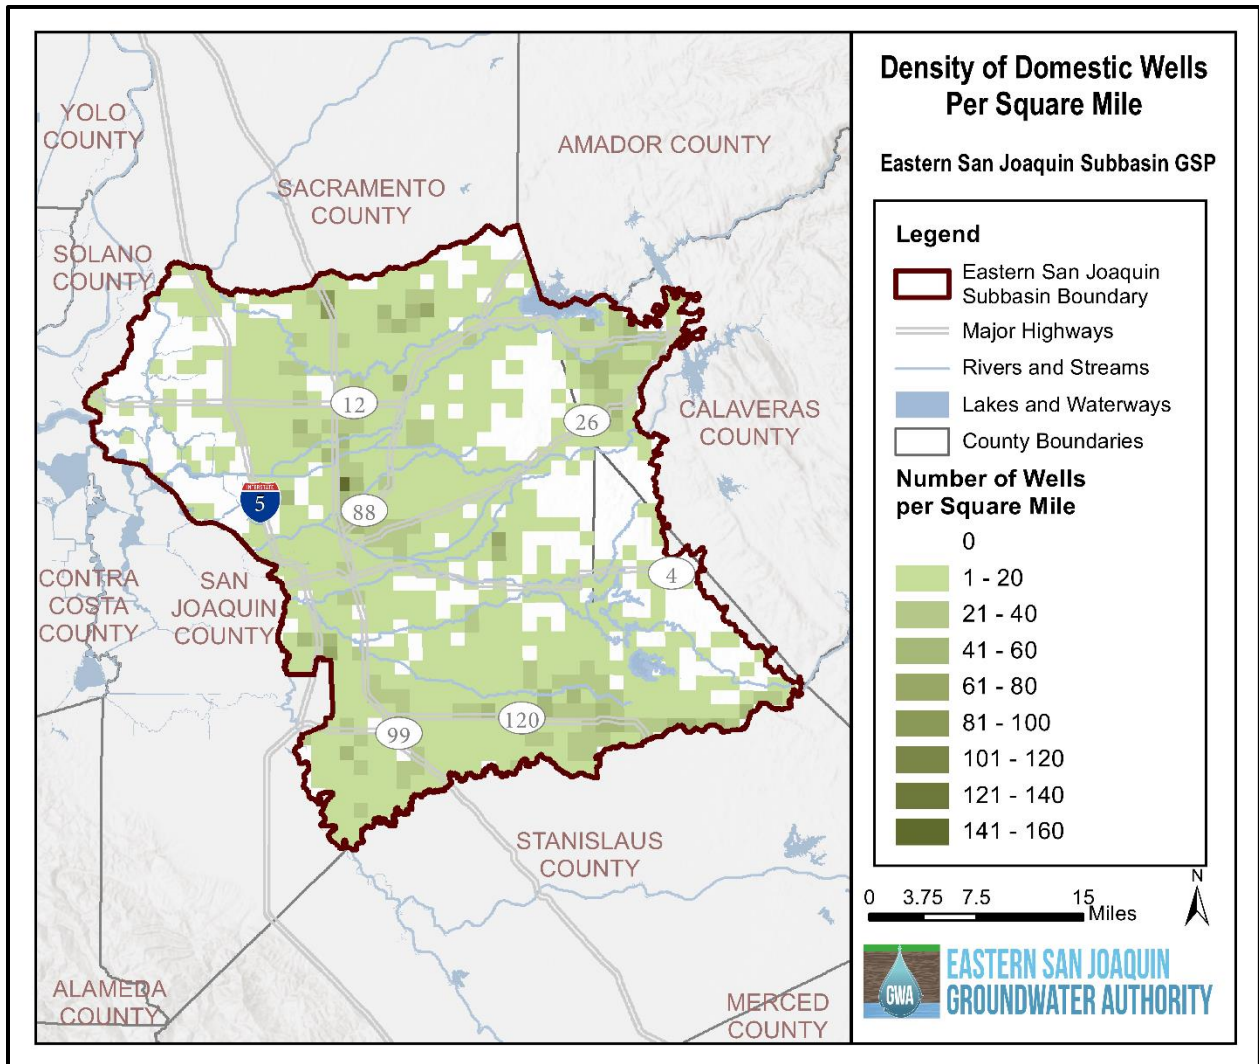 Density of Domestic Wells
Per Square Mile
Eastern San Joaquin Subbasin GSP
Legend
Eastern San Joaquin
Subbasin Boundary
Major Highways
Rivers and Streams
Lakes and Waterways
County Boundaries
Number of Wells
per Square Mile
0
1 - 20
21 - 40
41 - 60
61 - 80
81 - 100
101 - 120
121 - 140
141 - 160
N
0 3.75 7.5 15
Miles
GWA
EASTERN SAN JOAQUIN
GROUNDWATER AUTHORITY
YOLO
COUNTY
AMADOR COUNTY
SACRAMENTO
COUNTY
SOLANO
COUNTY
12
26
CALAVERAS
COUNTY
INTERSTATE
5
88
4
CONTRA
COSTA
COUNTY
SAN
JOAQUIN
COUNTY
120
99
STANISLAUS
COUNTY
ALAMEDA
COUNTY
MERCED
COUNTY